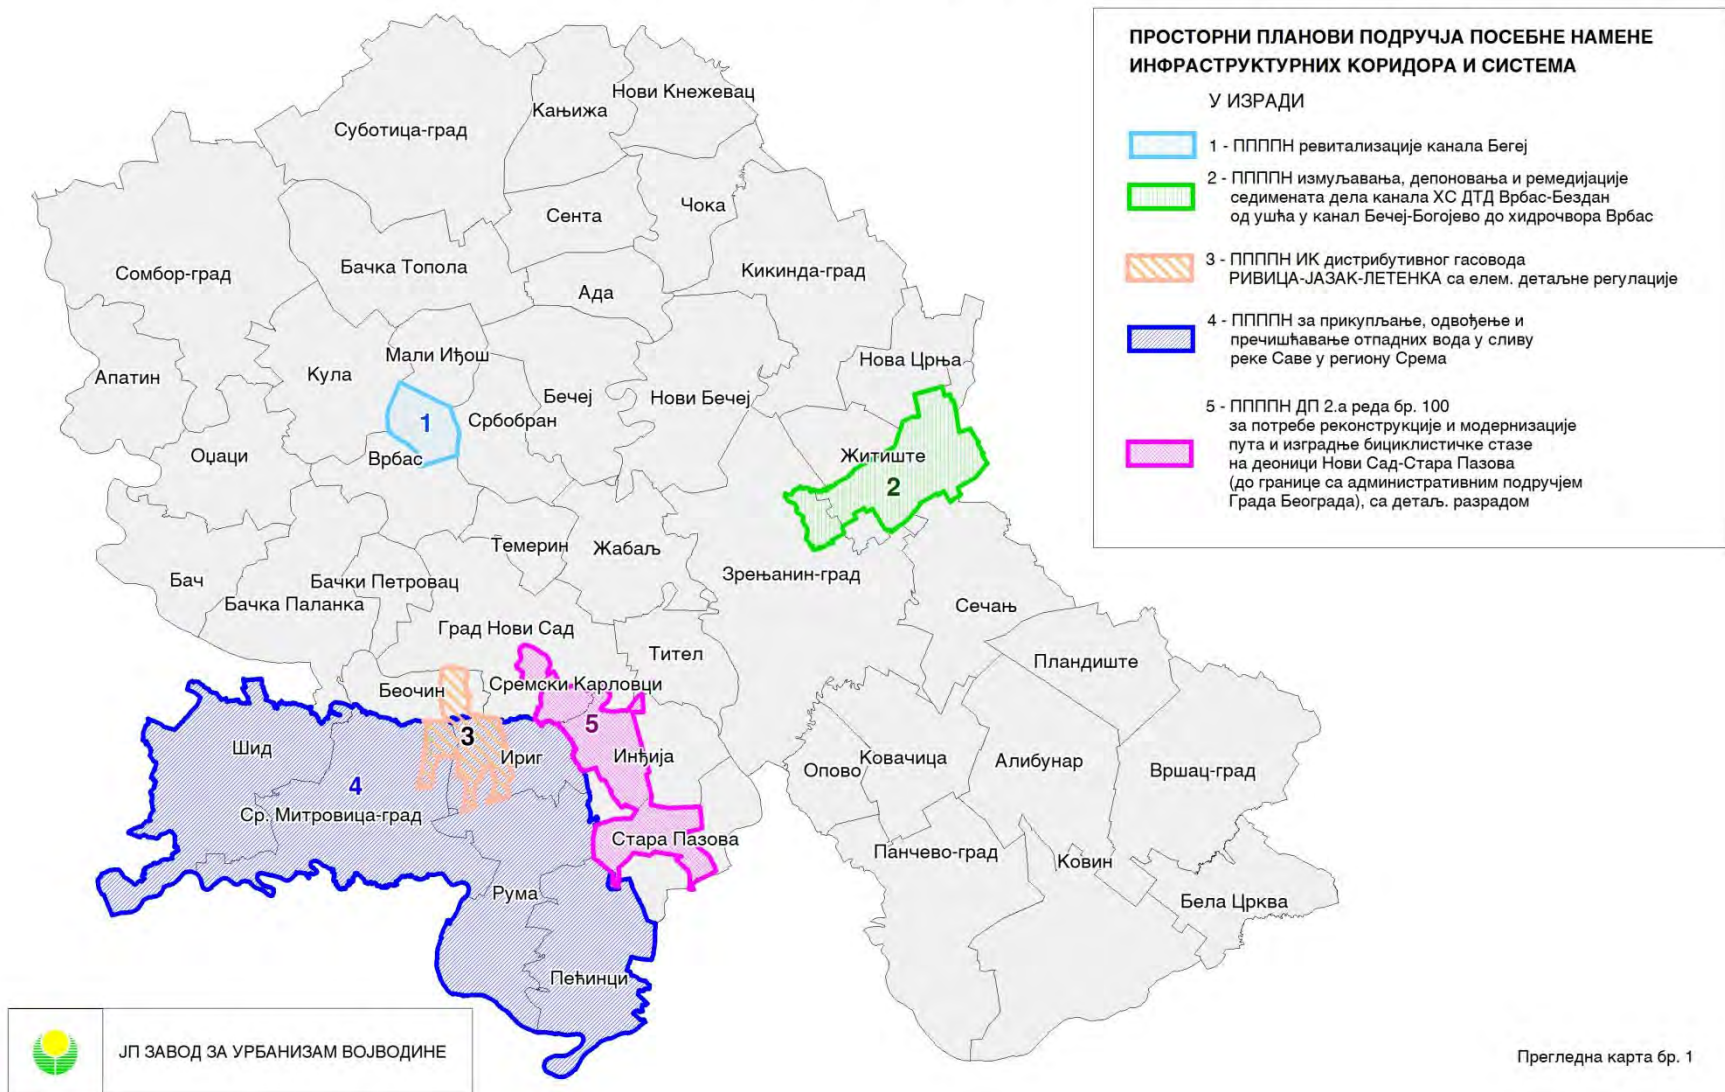 ПРОСТОРНИ ПЛАНОВИ ПОДРУЧЈА ПОСЕБНЕ НАМЕНЕ
ИНФРАСТРУКТУРНИХ КОРИДОРА И СИСТЕМА
У ИЗРАДИ
1 - ППППН ревитализације канала Бегеј
2 - ППППН измуљавања, депоновања и ремедијације
седимената дела канала ХС ДТД Врбас-Бездан
од ушћа у канал Бечеј-Богојево до хидрочвора Врбас
3 - ППППН ИК дистрибутивног гасовода
РИВИЦА-ЈАЗАК-ЛЕТЕНКА са елем. детаљне регулације
4 - ППППН за прикупљање, одвођење и
пречишћавање отпадних вода у сливу
реке Саве у региону Срема
5 - ППППН ДП 2.а реда бр. 100
за потребе реконструкције и модернизације
пута и изградње бициклистичке стазе
на деоници Нови Сад-Стара Пазова
(до границе са административним подручјем
Града Београда), са детаљ. разрадом
Нови Кнежевац
Кањижа
Суботица-град
Чока
Сента
Сомбор-град
Бачка Топола
Кикинда-град
Ада
Мали Иђош
Нова Црња
Апатин
Кула
Бечеј
Нови Бечеј
1
Србобран
Оџаци
Врбас
Житиште
2
Темерин
Жабаљ
Бач
Бачки Петровац
Зрењанин-град
Бачка Паланка
Сечањ
Град Нови Сад
Тител
Пландиште
Беочин
Сремски Карловци
5
3
Шид
Ириг
Инђија
Ковачица
Алибунар
Опово
Вршац-град
4
Ср. Митровица-град
Стара Пазова
Панчево-град
Ковин
Рума
Бела Црква
Пећинци
ЈП ЗАВОД ЗА УРБАНИЗАМ ВОЈВОДИНЕ
Прегледна карта бр. 1